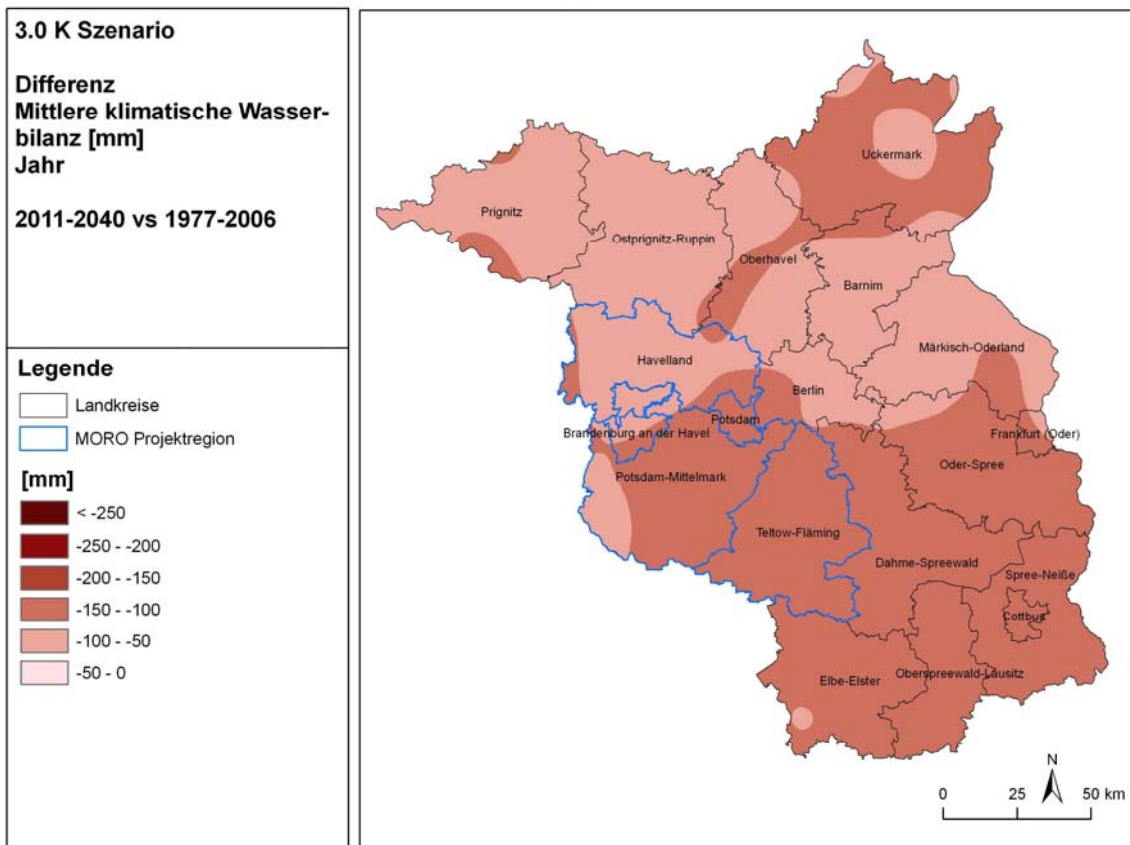 3.0 K Szenario
Differenz
Mittlere klimatische Wasser-
bilanz [mm]
Jahr
2011-2040 vs 1977-2006
Legende
Landkreise
MORO Projektregion
[mm]
< -250
-250 - -200
-200 - -150
-150 - -100
-100 - -50
-50 - 0
Uckermark
Prignitz
Ostprignitz-Ruppin
Oberhavel
Barnim
Märkisch-Oderland
Havelland
Berlin
Potsdam
Brandenburg an der Havel
Frankfurt (Oder)
Oder-Spree
Potsdam-Mittelmark
Teltow-Fläming
Dahme-Spreewald
Spree-Neiße
Cottbus
Elbe-Elster
Oberspreewald-Lausitz
N
0 25 50 km